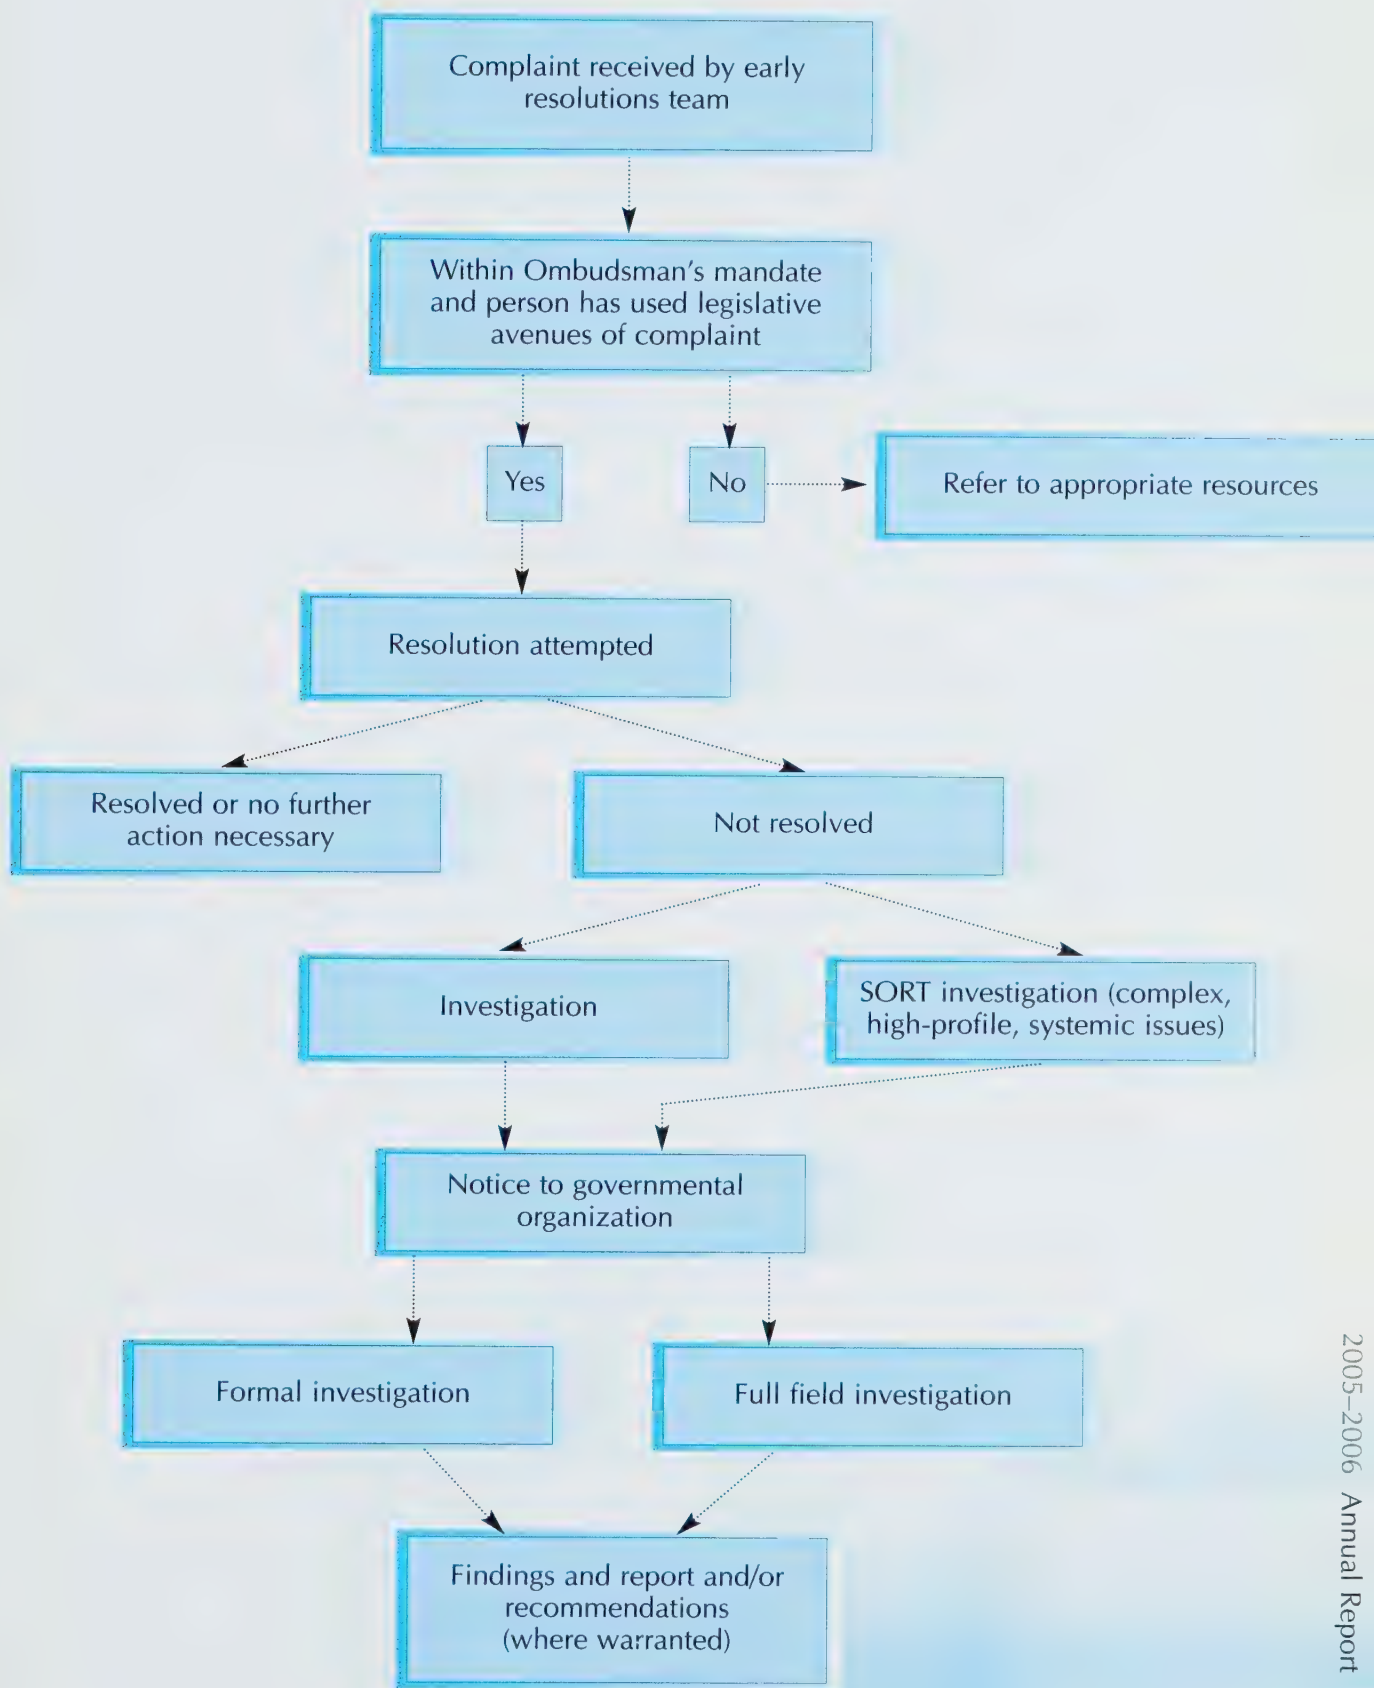 Complaint received by early
resolutions team
Within Ombudsman's mandate
and person has used legislative
avenues of complaint
Yes
No
Refer to appropriate resources
Resolution attempted
Resolved or no further
action necessary
Not resolved
Investigation
SORT investigation (complex,
high-profile, systemic issues)
Notice to governmental
organization
Formal investigation
Full field investigation
Findings and report and/or
recommendations
(where warranted)
2005–2006 Annual Report